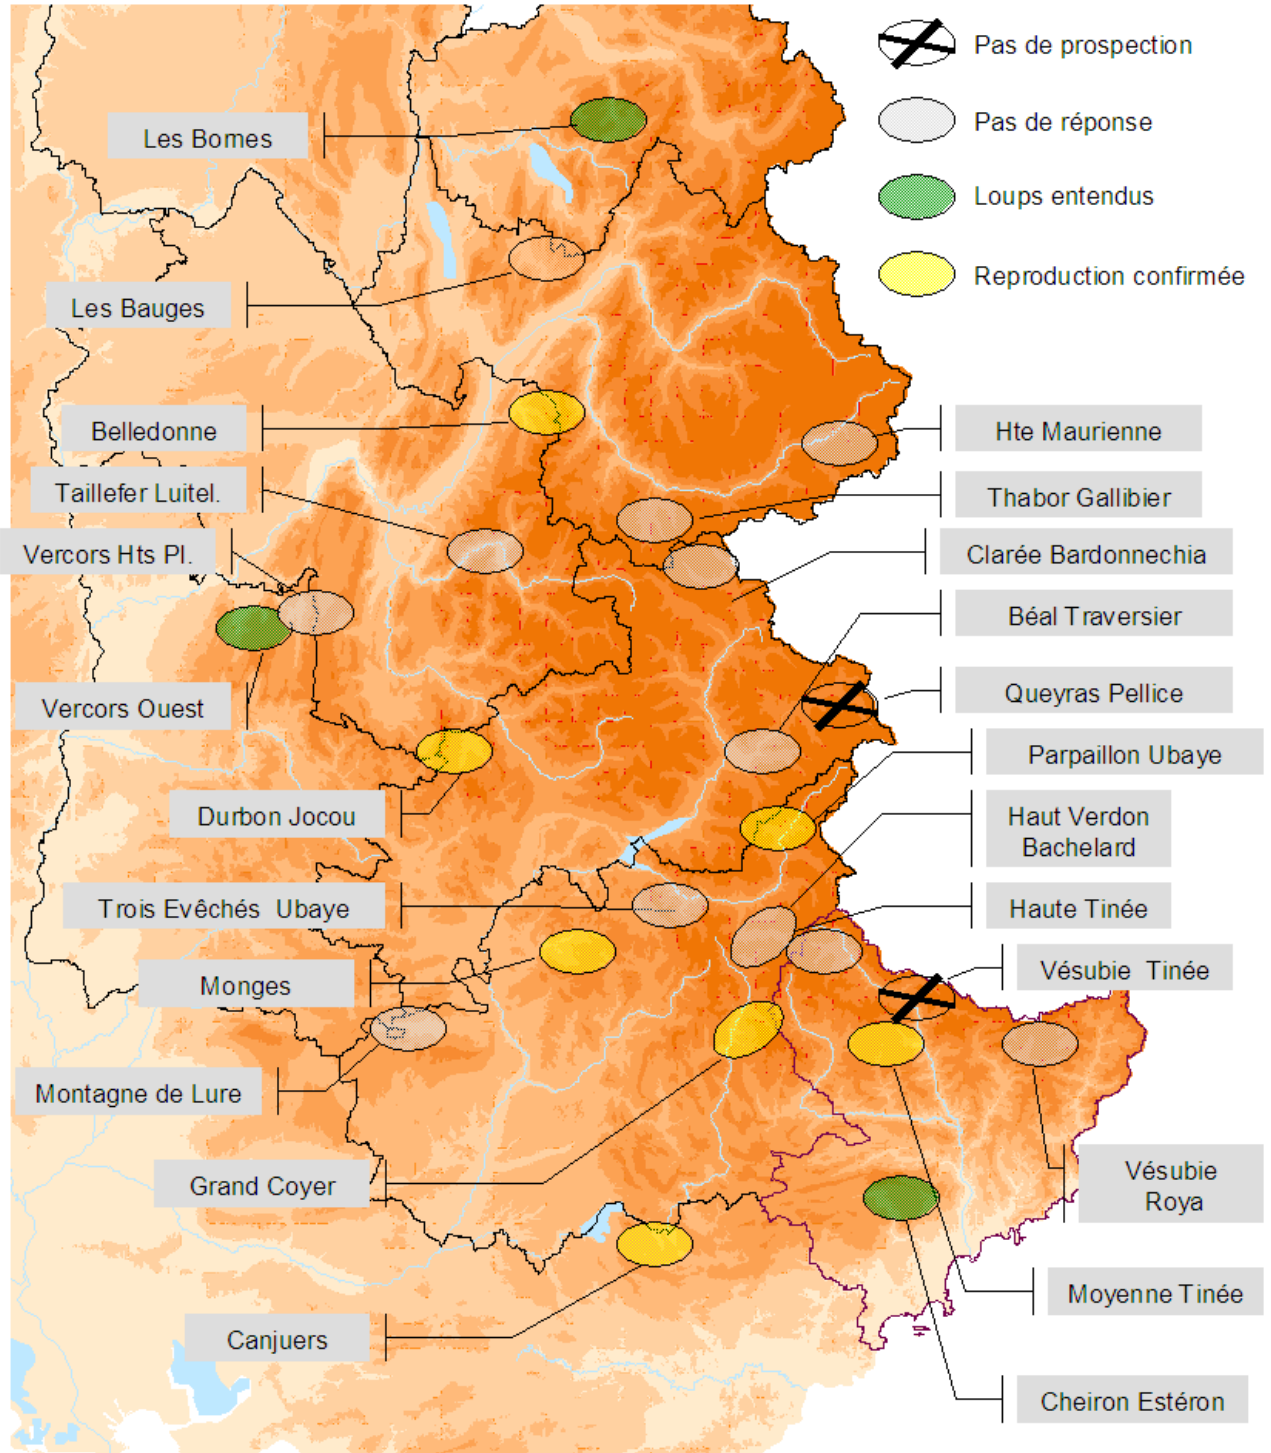 Pas de prospection
Pas de réponse
Loups entendus
Reproduction confirmée
Les Bornes
Les Bauges
Belledonne
Taillefer Luitel.
Vercors Hts Pl.
Vercors Ouest
Durbon Jocou
Trois Evêchés Ubaye
Monges
Montagne de Lure
Grand Coyer
Canjuers
Hte Maurienne
Thabor Gallibier
Clarée Bardonnechia
Béal Traversier
Queyras Pellice
Parpaillon Ubaye
Haut Verdon
Bachelard
Haute Tinée
Vésubie Tinée
Vésubie
Roya
Moyenne Tinée
Cheiron Estéron